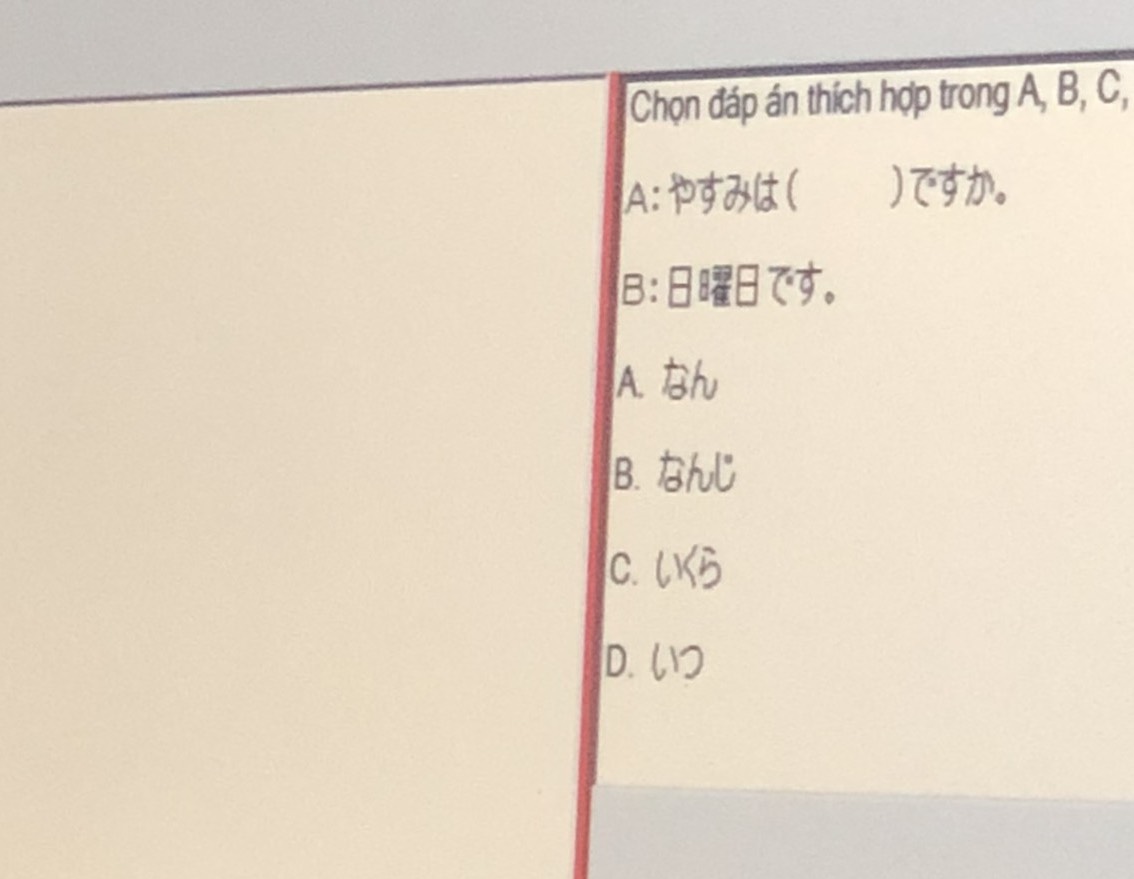 Chọn đáp án thích hợp trong A, B, C,
A: やすみは( )ですか。
B: 日曜日です。
A. なん
B. なんじ
C. いくら
D. いつ